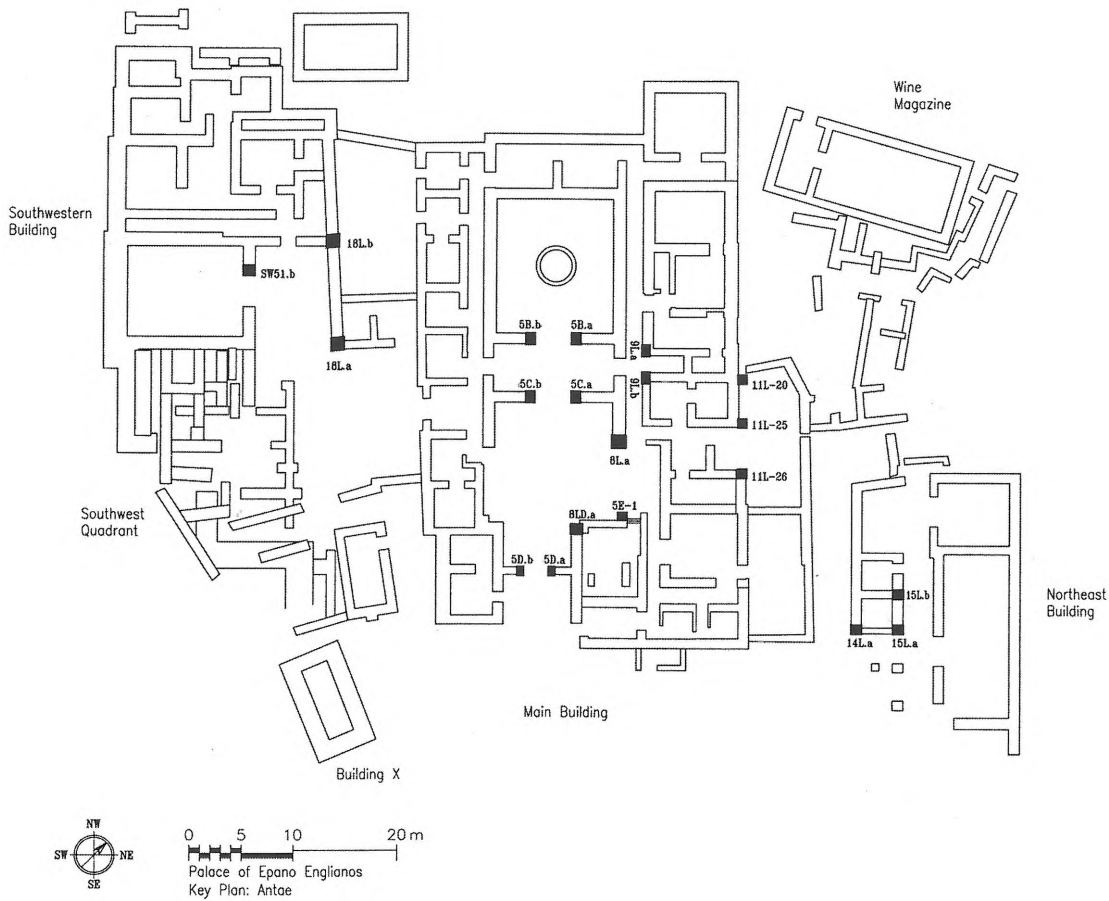 Wine
Magazine
Southwestern
Building
18L.b
SW51.b
18L.a
5B.b
5B.a
9L.a
9L.b
11L-20
5C.b
5C.a
11L-25
8L.a
11L-26
Southwest
Quadrant
5E-1
8LD.a
5D.b
5D.a
15L.b
Northeast
Building
14L.a
15L.a
Main Building
Building X
NW
SW
NE
SE
0 5 10 20 m
Palace of Epano Englianos
Key Plan: Antae